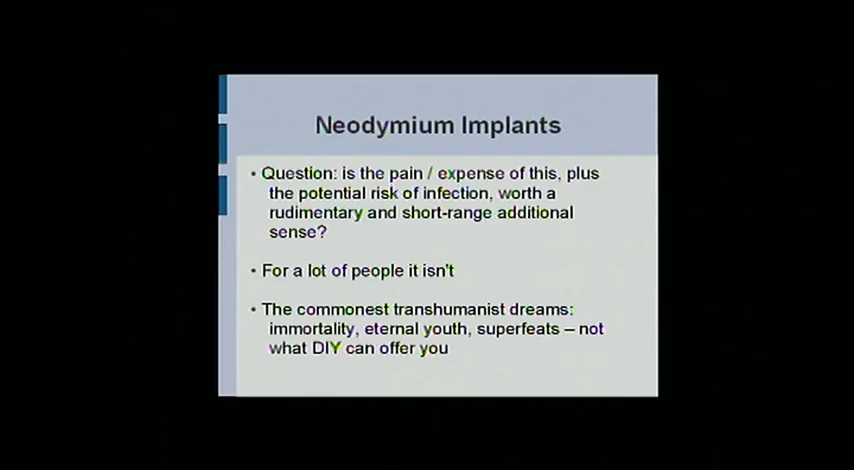 Neodymium Implants
• Question: is the pain / expense of this, plus
the potential risk of infection, worth a
rudimentary and short-range additional
sense?
• For a lot of people it isn't
• The commonest transhumanist dreams:
immortality, eternal youth, superfeats – not
what DIY can offer you